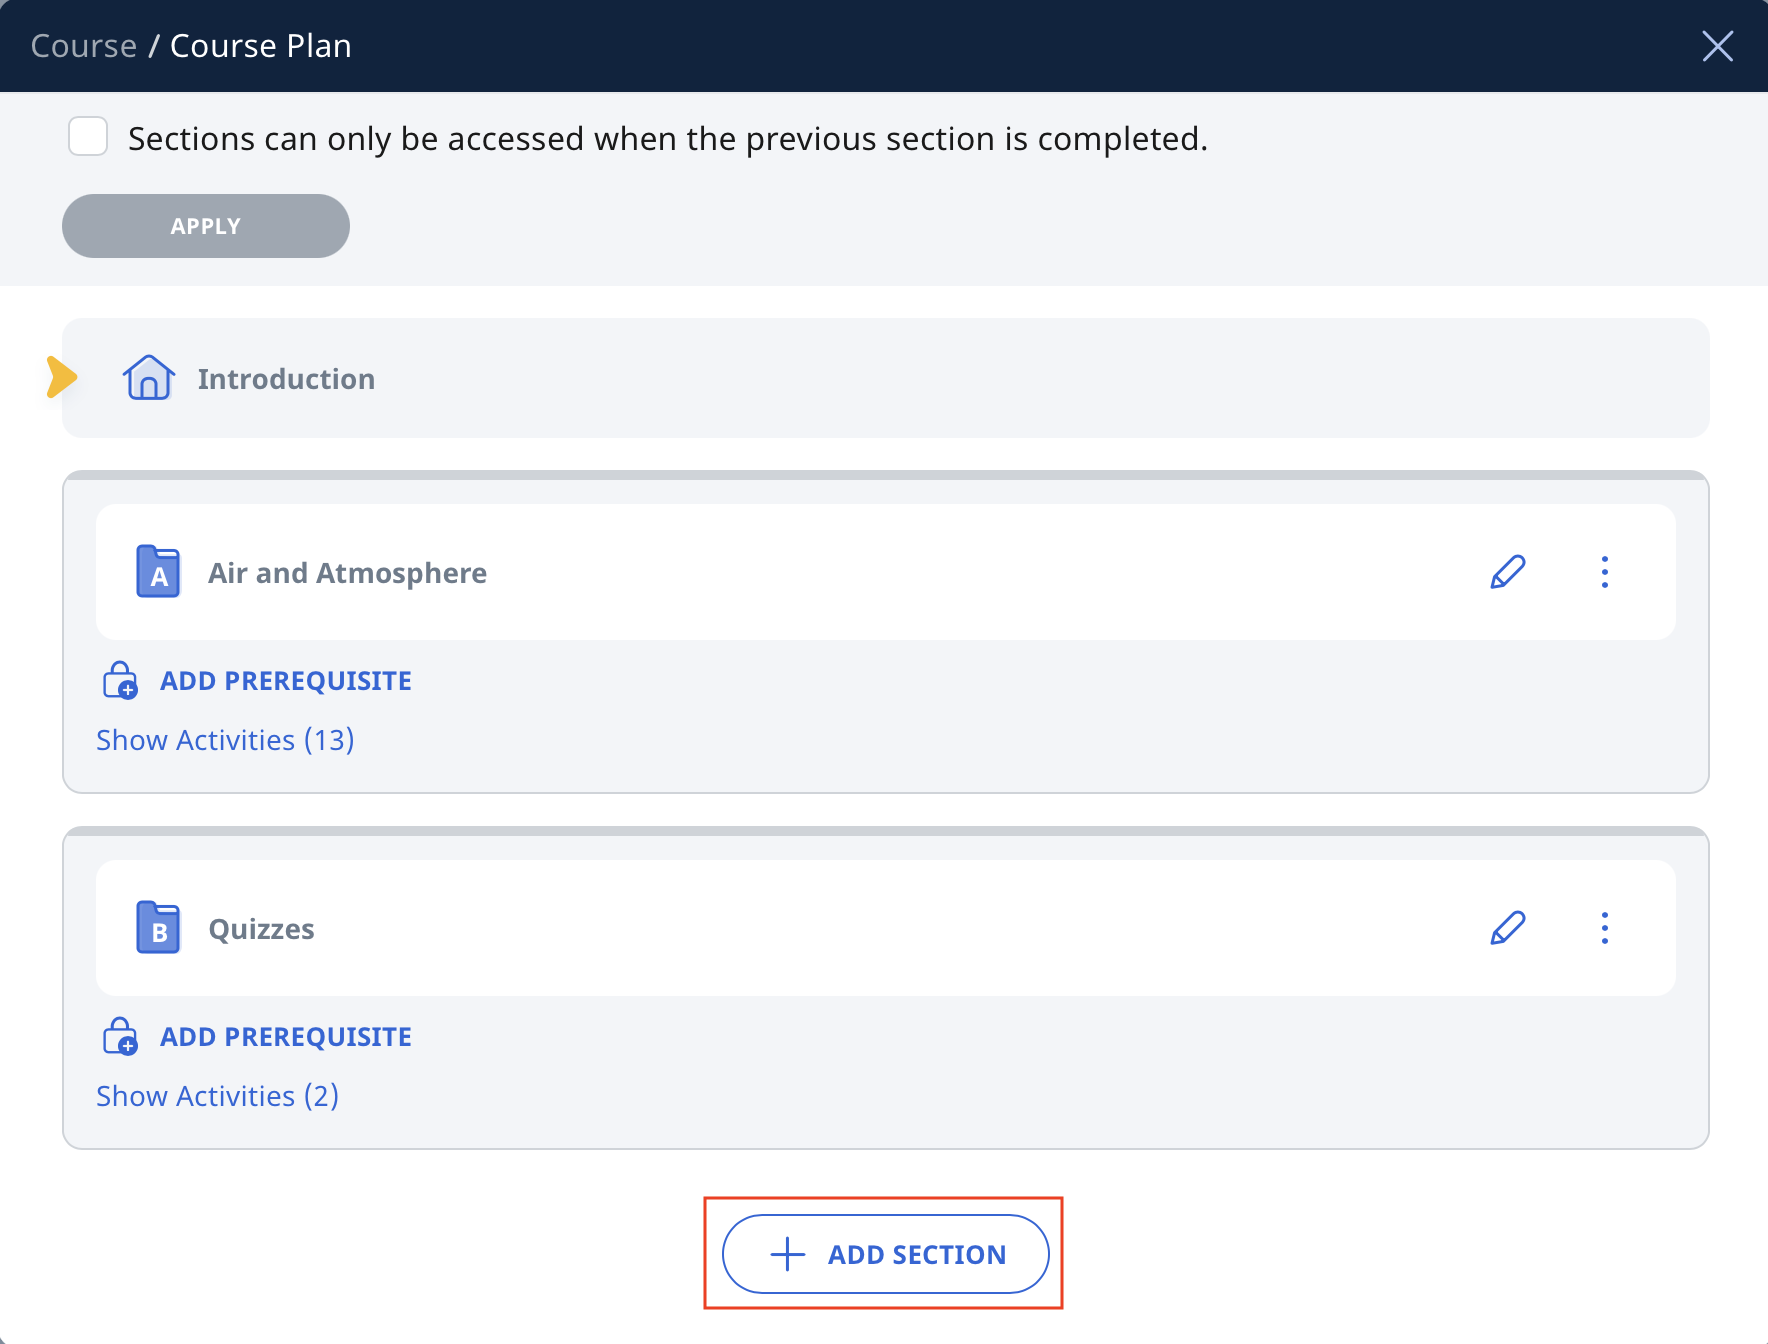 Course / Course Plan
Sections can only be accessed when the previous section is completed.
APPLY
Introduction
A Air and Atmosphere
ADD PREREQUISITE
Show Activities (13)
B Quizzes
ADD PREREQUISITE
Show Activities (2)
ADD SECTION